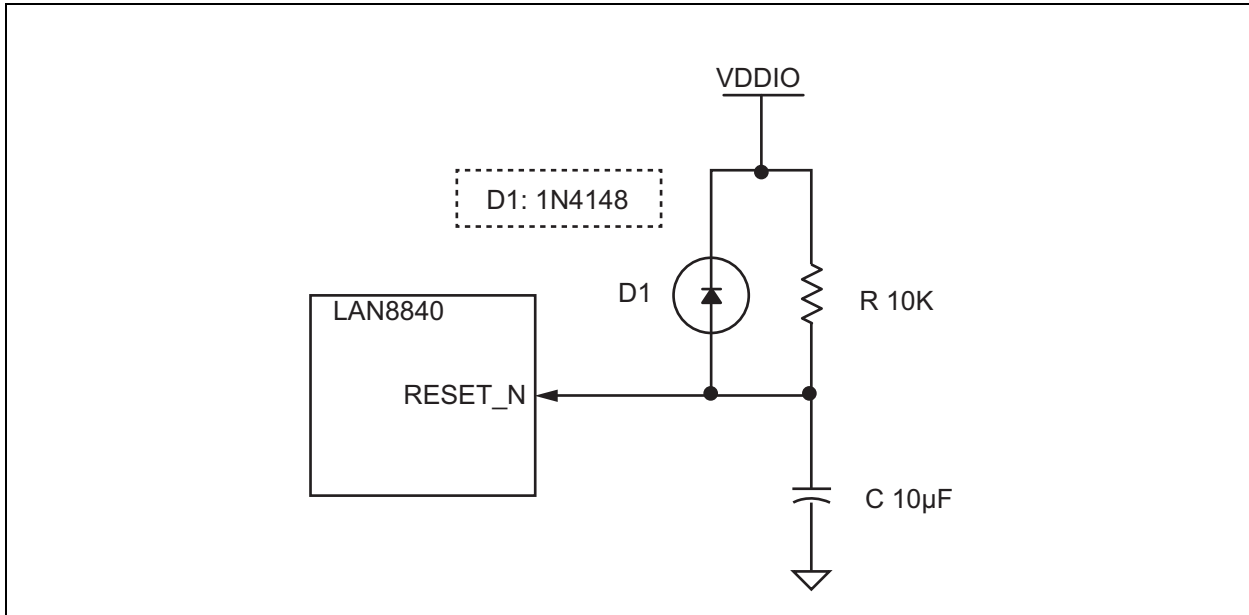 VDDIO
D1: 1N4148
D1
R 10K
LAN8840
RESET_N
C 10µF